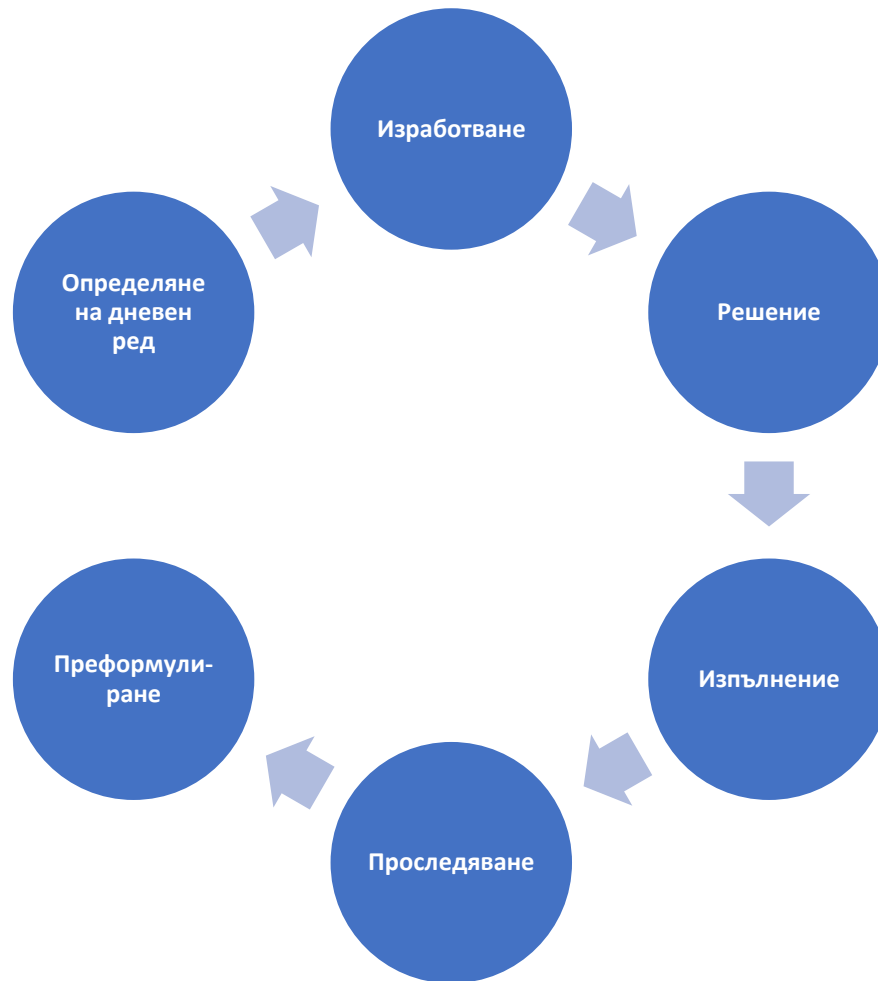 Изработване
Определяне
на дневен
ред
Решение
Преформули-
ране
Изпълнение
Проследяване